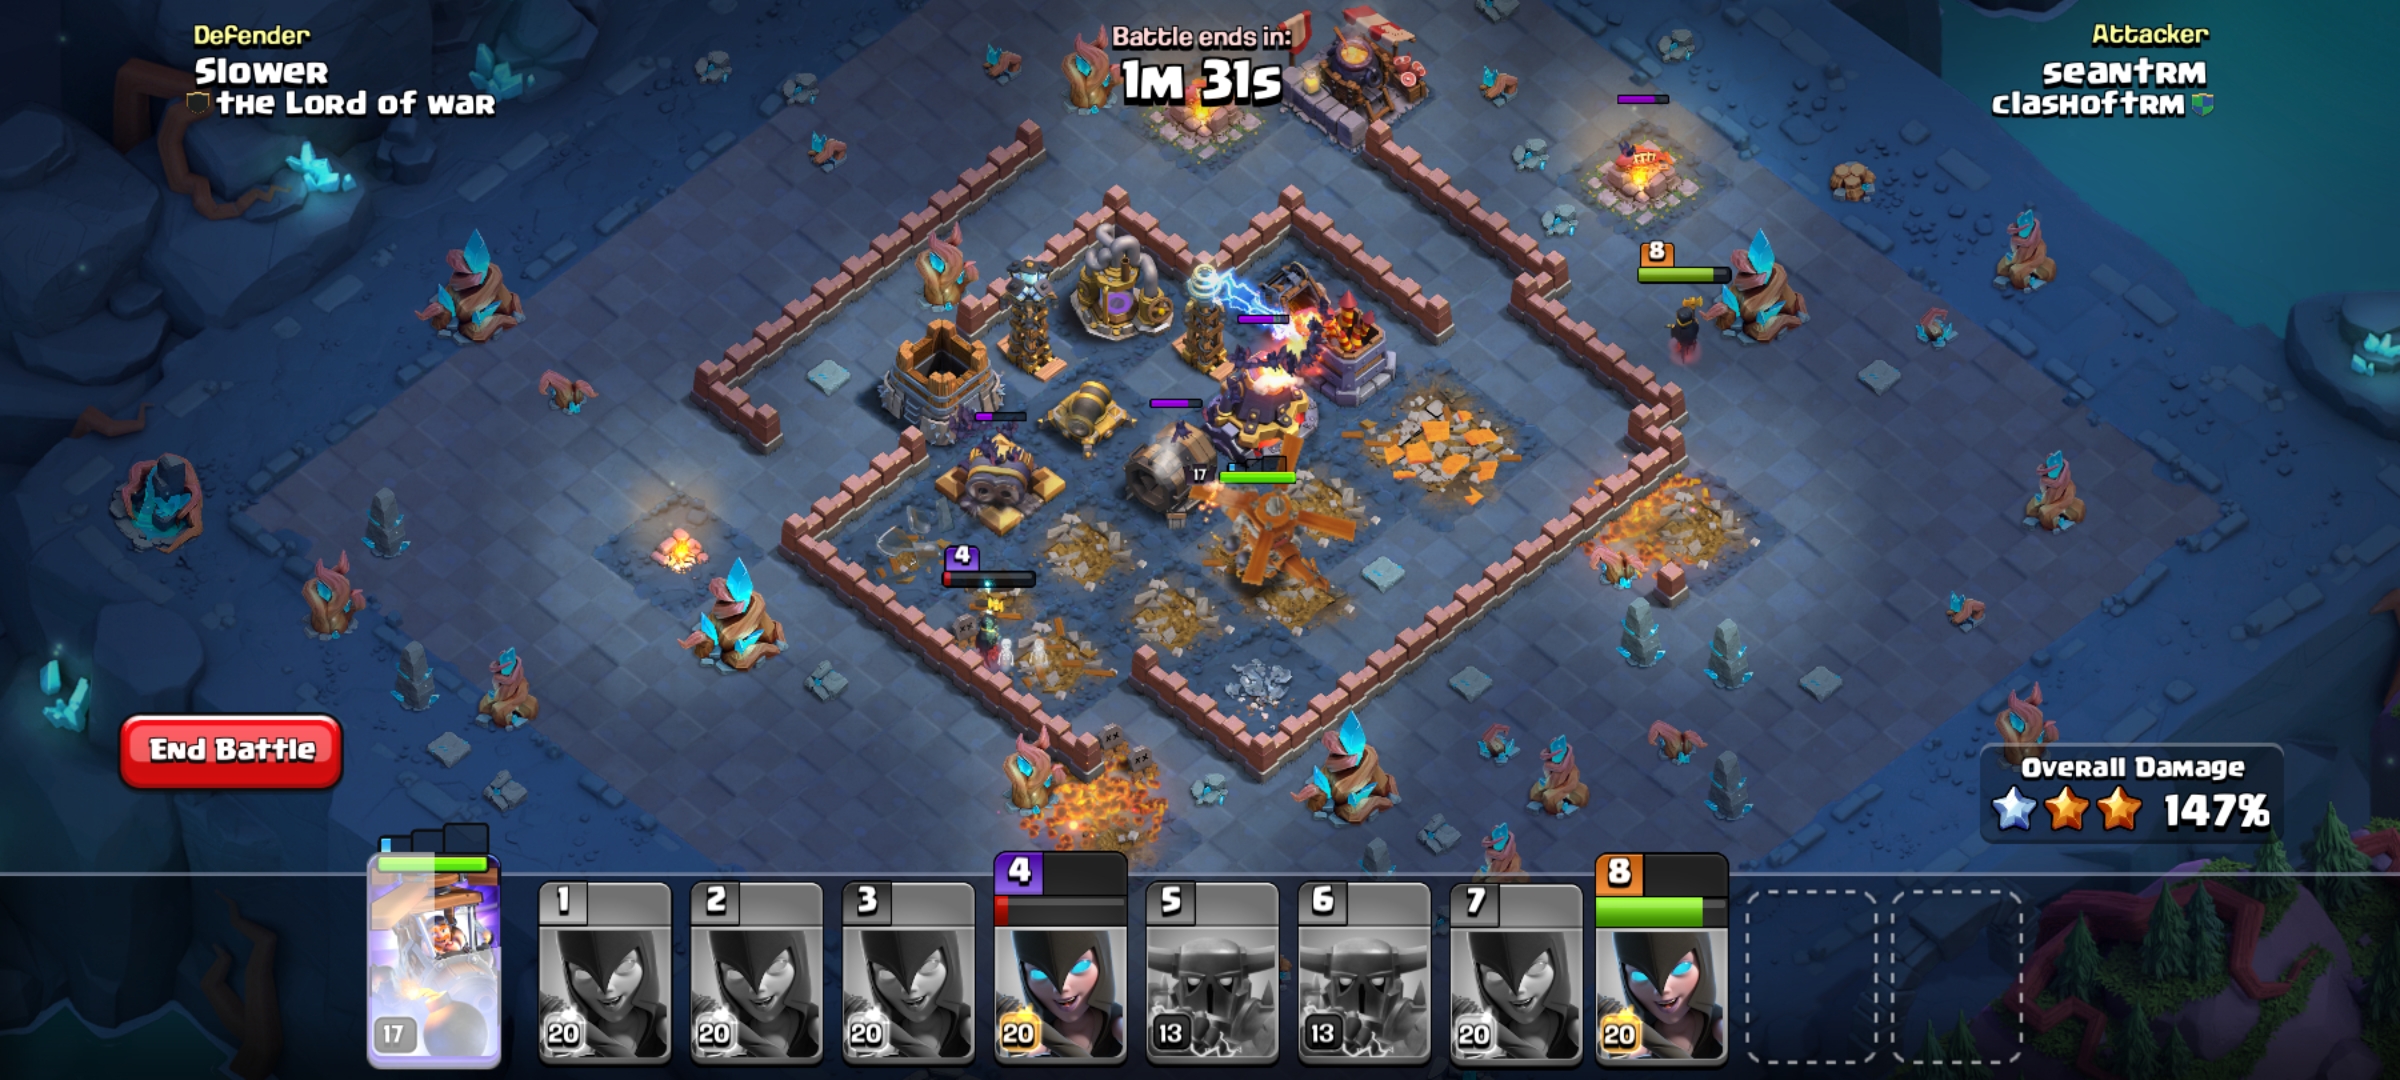 Defender
Slower
the Lord of war
Battle ends in:
1M 31S
Attacker
seantRM
clashoftRM
8
17
4
End Battle
Overall Damage
147%
17
1
20
2
20
3
20
4
20
5
13
6
13
7
20
8
20